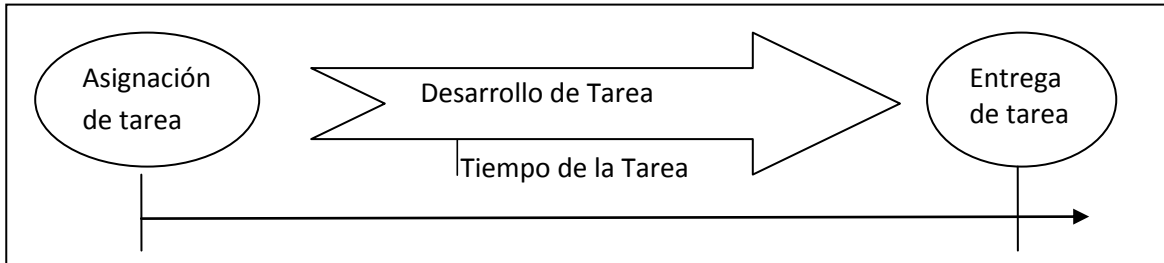 Asignación
de tarea
Desarrollo de Tarea
Tiempo de la Tarea
Entrega
de tarea